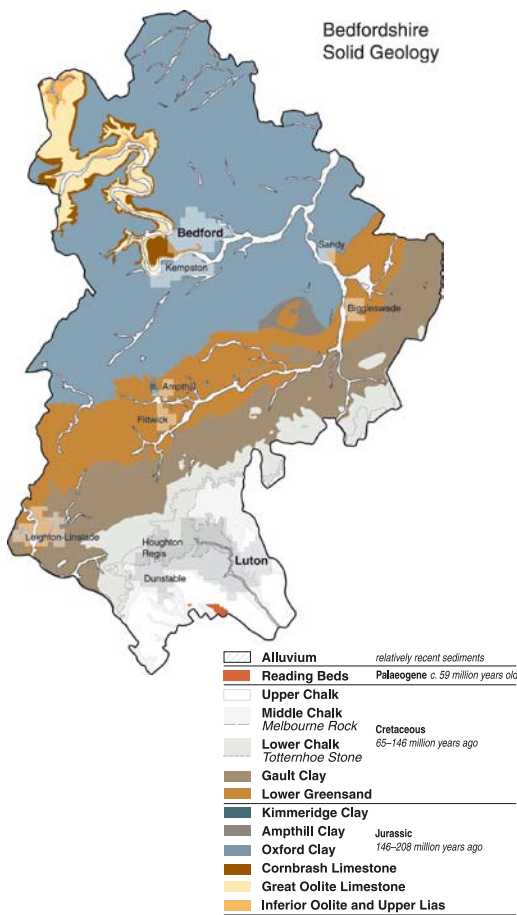 Bedfordshire
Solid Geology
Bedford
Kempston
Sandy
Biggleswade
Ampthill
Flitwick
Leighton-Linslade
Houghton
Regis
Luton
Dunstable
Alluvium relatively recent sediments
Reading Beds Palaeogene c. 59 million years old
Upper Chalk
Middle Chalk
Melbourne Rock
Cretaceous
Lower Chalk 65–146 million years ago
Totternhoe Stone
Gault Clay
Lower Greensand
Kimmeridge Clay
Ampthill Clay Jurassic
Oxford Clay 146–208 million years ago
Cornbrash Limestone
Great Oolite Limestone
Inferior Oolite and Upper Lias